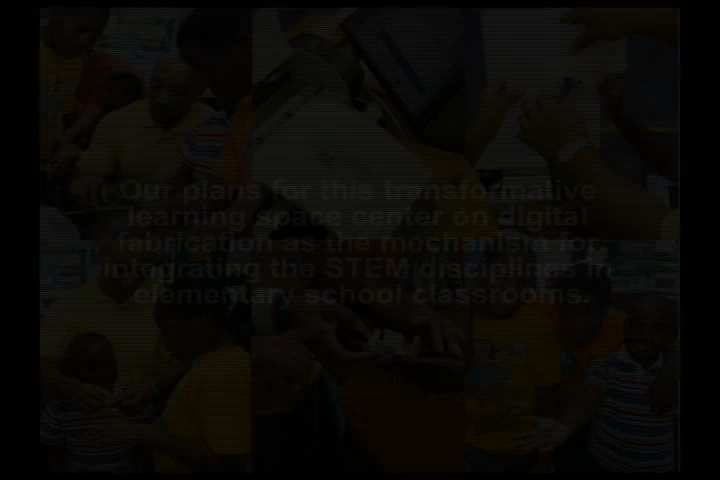 Our plans for this transformative
learning space center on digital
fabrication as the mechanism for
integrating the STEM disciplines in
elementary school classrooms.